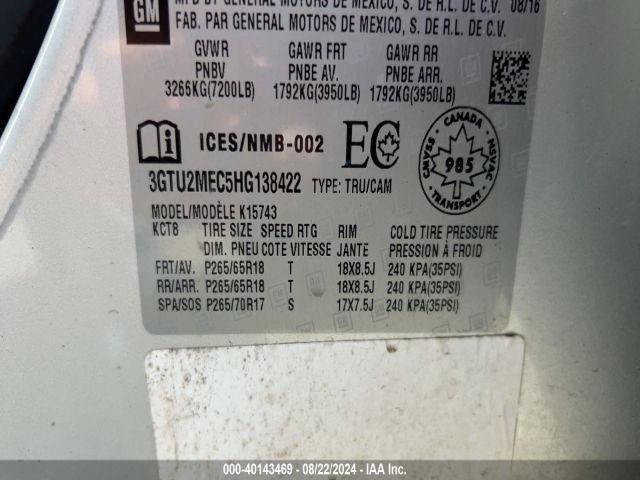 GM
MFD BY GENERAL MOTORS DE MEXICO, S. DE R.L. DE C.V. 08/16
FAB. PAR GENERAL MOTORS DE MEXICO, S. DE R.L. DE C.V.
GVWR GAWR FRT GAWR RR
PNBV PNBE AV. PNBE ARR.
3266KG(7200LB) 1792KG(3950LB) 1792KG(3950LB)
ICES/NMB-002 EC
CANADA
CMVSS 985 NSVAC
TRANSPORT
3GTU2MEC5HG138422 TYPE: TRU/CAM
MODEL/MODÈLE K15743
KCT8 TIRE SIZE SPEED RTG RIM COLD TIRE PRESSURE
DIM. PNEU COTE VITESSE JANTE PRESSION À FROID
FRT/AV. P265/65R18 T 18X8.5J 240 KPA(35PSI)
RR/ARR. P265/65R18 T 18X8.5J 240 KPA(35PSI)
SPA/SOS P265/70R17 S 17X7.5J 240 KPA(35PSI)
000-40143469 - 08/22/2024 - IAA Inc.